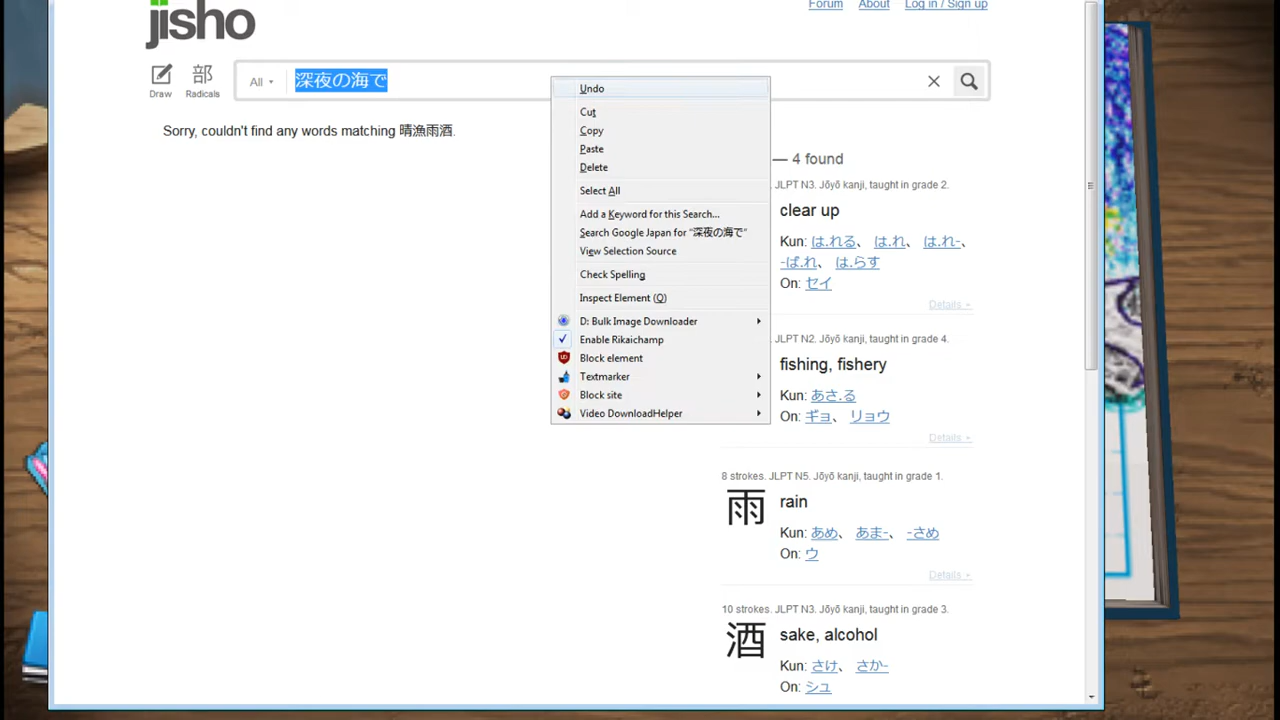 Forum About Log in / Sign up
jisho
All 深夜の海で
部
Draw Radicals
Sorry, couldn't find any words matching 晴漁雨酒.
Undo
Cut
Copy
Paste
Delete
Select All
Add a Keyword for this Search...
Search Google Japan for “深夜の海で”
View Selection Source
Check Spelling
Inspect Element (Q)
D: Bulk Image Downloader
Enable Rikaichamp
Block element
Textmarker
Block site
Video DownloadHelper
— 4 found
JLPT N3. Jōyō kanji, taught in grade 2.
clear up
Kun: は.れる、 は.れ、 は.れ-、
-ば.れ、 は.らす
On: セイ
Details
JLPT N2. Jōyō kanji, taught in grade 4.
fishing, fishery
Kun: あさ.る
On: ギョ、 リョウ
Details
8 strokes. JLPT N5. Jōyō kanji, taught in grade 1.
雨 rain
Kun: あめ、 あま-、 -さめ
On: ウ
Details
10 strokes. JLPT N3. Jōyō kanji, taught in grade 3.
酒 sake, alcohol
Kun: さけ、 さか-
On: シュ